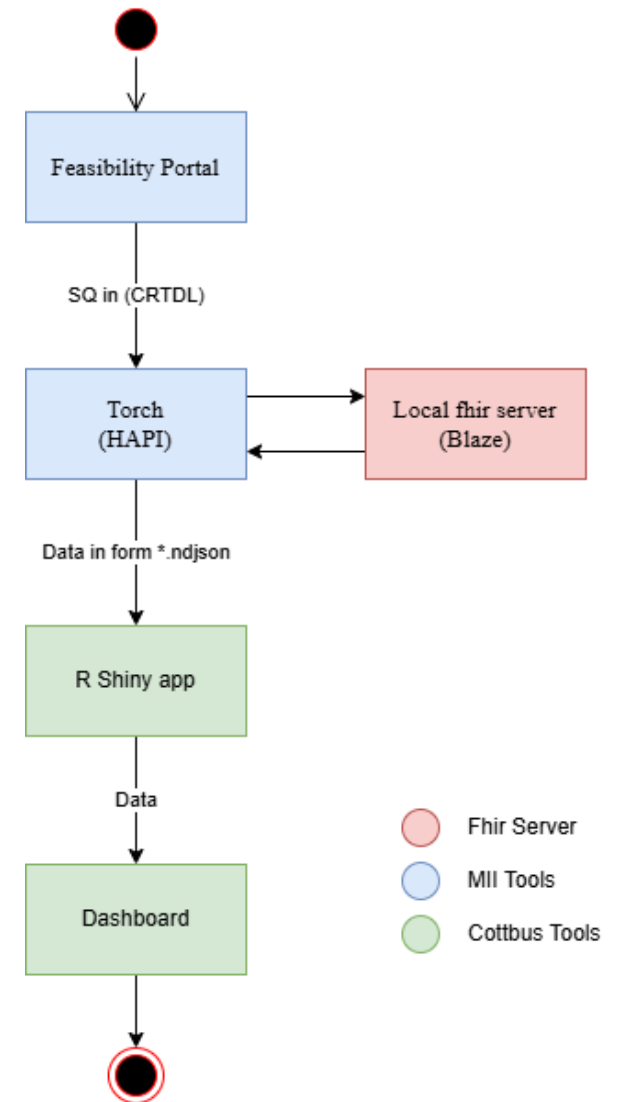 Feasibility Portal
SQ in (CRTDL)
Torch
(HAPI)
Local fhir server
(Blaze)
Data in form *.ndjson
R Shiny app
Data
Fhir Server
MII Tools
Dashboard
Cottbus Tools